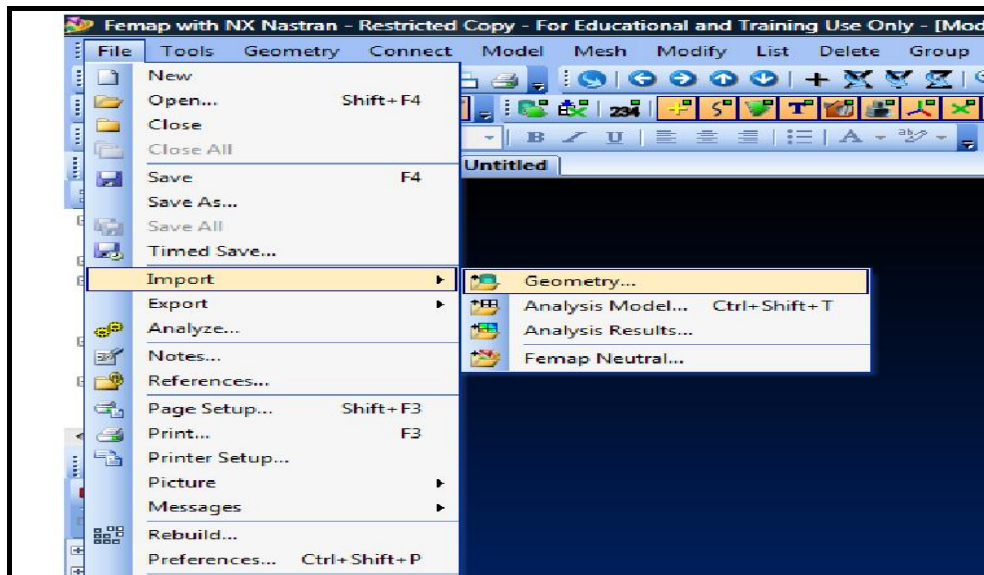 Femap with NX Nastran - Restricted Copy - For Educational and Training Use Only - [Mod
File Tools Geometry Connect Model Mesh Modify List Delete Group
New
Open... Shift+F4
Close
Close All
Save F4
Save As...
Save All
Timed Save...
Import
Export
Analyze...
Notes...
References...
Page Setup... Shift+F3
Print... F3
Printer Setup...
Picture
Messages
Rebuild...
Preferences... Ctrl+Shift+P
234
B U A
Untitled
Geometry...
Analysis Model... Ctrl+Shift+T
Analysis Results...
Femap Neutral...